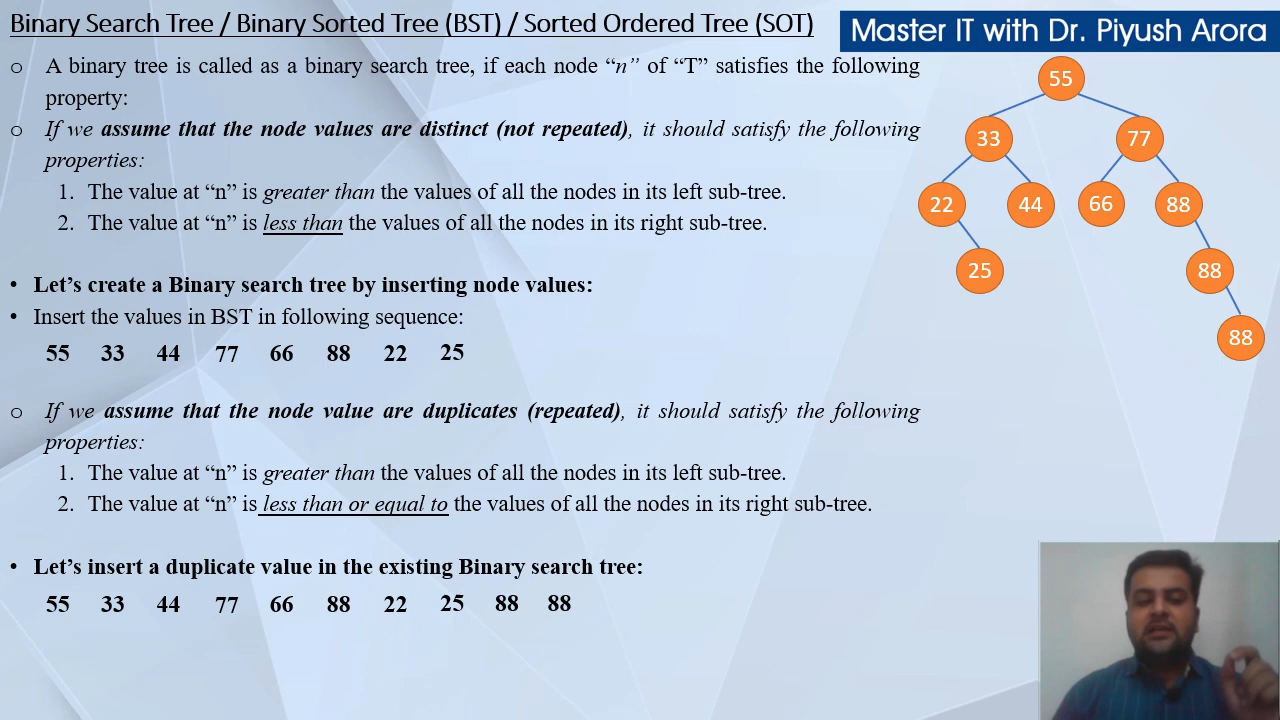 Binary Search Tree / Binary Sorted Tree (BST) / Sorted Ordered Tree (SOT)
Master IT with Dr. Piyush Arora
o A binary tree is called as a binary search tree, if each node “n” of “T” satisfies the following
property:
o If we assume that the node values are distinct (not repeated), it should satisfy the following
properties:
1. The value at “n” is greater than the values of all the nodes in its left sub-tree.
2. The value at “n” is less than the values of all the nodes in its right sub-tree.
• Let’s create a Binary search tree by inserting node values:
• Insert the values in BST in following sequence:
55 33 44 77 66 88 22 25
o If we assume that the node value are duplicates (repeated), it should satisfy the following
properties:
1. The value at “n” is greater than the values of all the nodes in its left sub-tree.
2. The value at “n” is less than or equal to the values of all the nodes in its right sub-tree.
• Let’s insert a duplicate value in the existing Binary search tree:
55 33 44 77 66 88 22 25 88 88
55
33 77
22 44 66 88
25 88
88